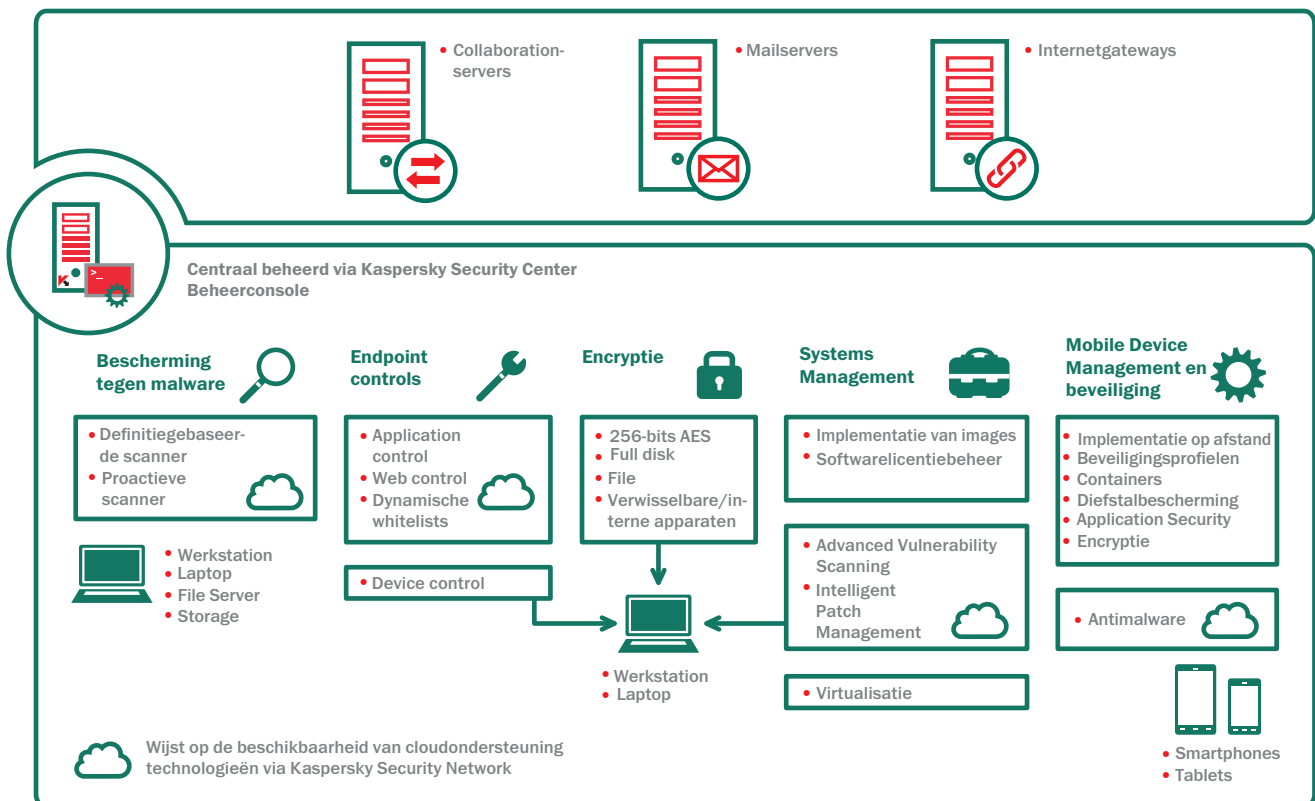 • Collaboration-
servers
• Mailservers
• Internetgateways
>_
Centraal beheerd via Kaspersky Security Center
Beheerconsole
Bescherming
tegen malware
• Definitiegebaseer-
de scanner
• Proactieve
scanner
• Werkstation
• Laptop
• File Server
• Storage
Endpoint
controls
• Application
control
• Web control
• Dynamische
whitelists
• Device control
Encryptie
• 256-bits AES
• Full disk
• File
• Verwisselbare/in-
terne apparaten
• Werkstation
• Laptop
Systems
Management
• Implementatie van images
• Softwarelicentiebeheer
• Advanced Vulnerability
Scanning
• Intelligent
Patch
Management
• Virtualisatie
Mobile Device
Management en
beveiliging
• Implementatie op afstand
• Beveiligingsprofielen
• Containers
• Diefstalbescherming
• Application Security
• Encryptie
• Antimalware
• Smartphones
• Tablets
Wijst op de beschikbaarheid van cloudondersteuning
technologieën via Kaspersky Security Network